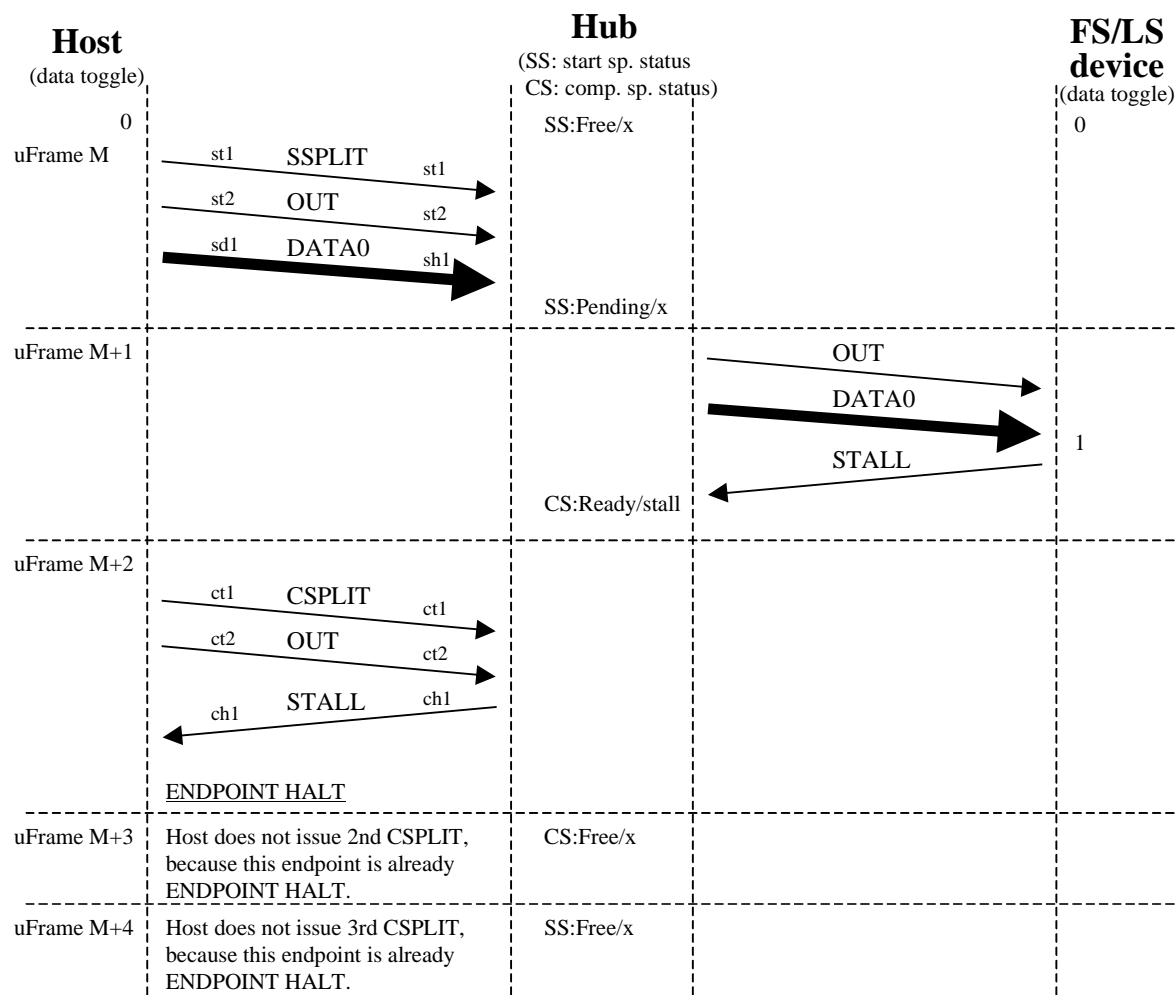 Host
(data toggle)
Hub
(SS: start sp. status
CS: comp. sp. status)
FS/LS
device
(data toggle)
0
SS:Free/x
0
uFrame M
st1 SSPLIT st1
st2 OUT st2
sd1 DATA0 sh1
SS:Pending/x
uFrame M+1
OUT
DATA0
1
STALL
CS:Ready/stall
uFrame M+2
ct1 CSPLIT ct1
ct2 OUT ct2
ch1 STALL ch1
ENDPOINT HALT
uFrame M+3
Host does not issue 2nd CSPLIT,
because this endpoint is already
ENDPOINT HALT.
CS:Free/x
uFrame M+4
Host does not issue 3rd CSPLIT,
because this endpoint is already
ENDPOINT HALT.
SS:Free/x